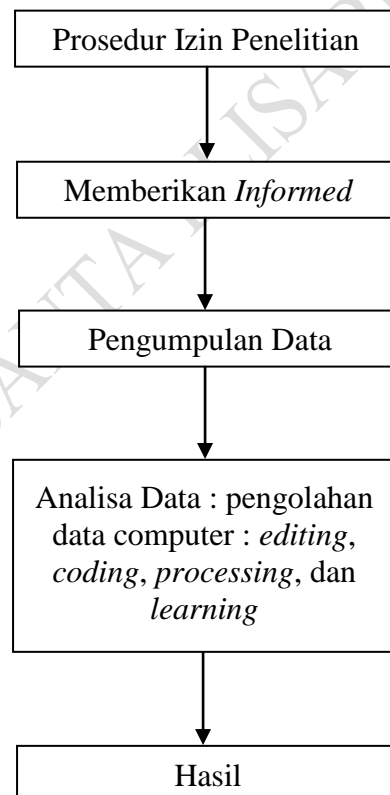 Prosedur Izin Penelitian
Memberikan Informed
Pengumpulan Data
Analisa Data : pengolahan
data computer : editing,
coding, processing, dan
learning
Hasil